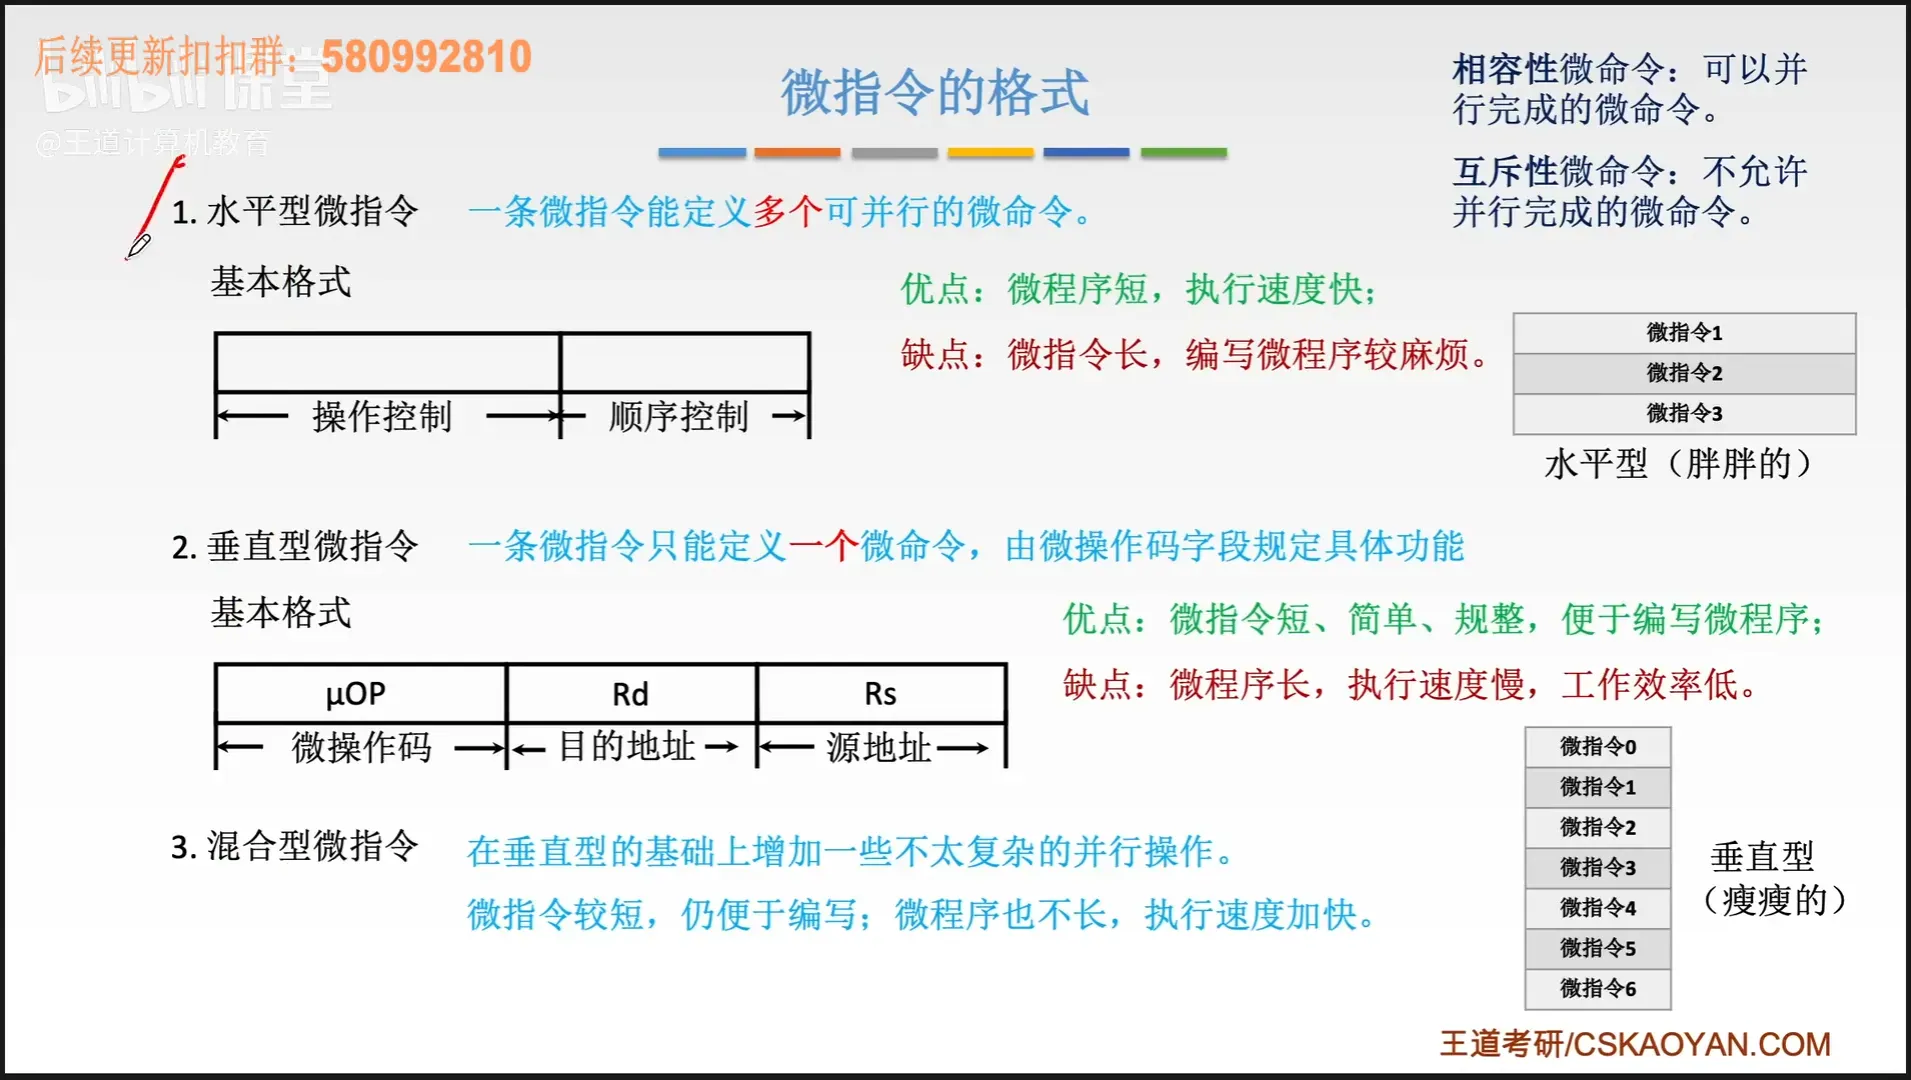 后续更新扣扣群：580992810
bilibili 课堂
@王道计算机教育
微指令的格式
相容性微命令：可以并
行完成的微命令。
互斥性微命令：不允许
并行完成的微命令。
1. 水平型微指令 一条微指令能定义多个可并行的微命令。
基本格式
优点：微程序短，执行速度快；
缺点：微指令长，编写微程序较麻烦。
操作控制 顺序控制
微指令1
微指令2
微指令3
水平型（胖胖的）
2. 垂直型微指令 一条微指令只能定义一个微命令，由微操作码字段规定具体功能
基本格式
优点：微指令短、简单、规整，便于编写微程序；
缺点：微程序长，执行速度慢，工作效率低。
μOP Rd Rs
微操作码 目的地址 源地址
微指令0
微指令1
微指令2
微指令3
微指令4
微指令5
微指令6
垂直型
（瘦瘦的）
3. 混合型微指令 在垂直型的基础上增加一些不太复杂的并行操作。
微指令较短，仍便于编写；微程序也不长，执行速度加快。
王道考研/CSKAOYAN.COM